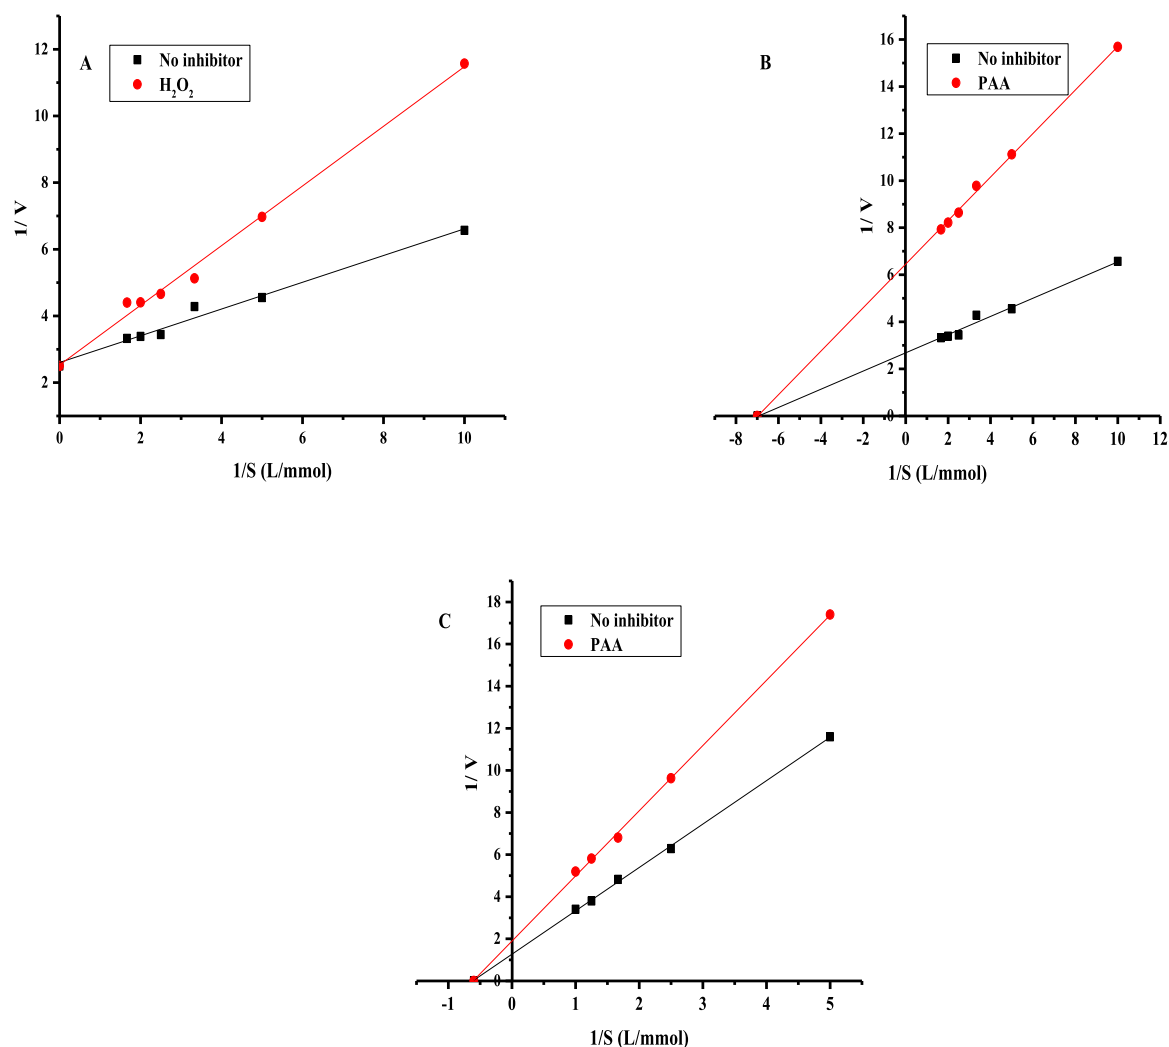 A
No inhibitor
H₂O₂
12
10
8
6
4
2
1/ V
0 2 4 6 8 10
1/S (L/mmol)
B
No inhibitor
PAA
16
14
12
10
8
6
4
2
0
1/ V
-8 -6 -4 -2 0 2 4 6 8 10 12
1/S (L/mmol)
C
No inhibitor
PAA
18
16
14
12
10
8
6
4
2
0
1/ V
-1 0 1 2 3 4 5
1/S (L/mmol)